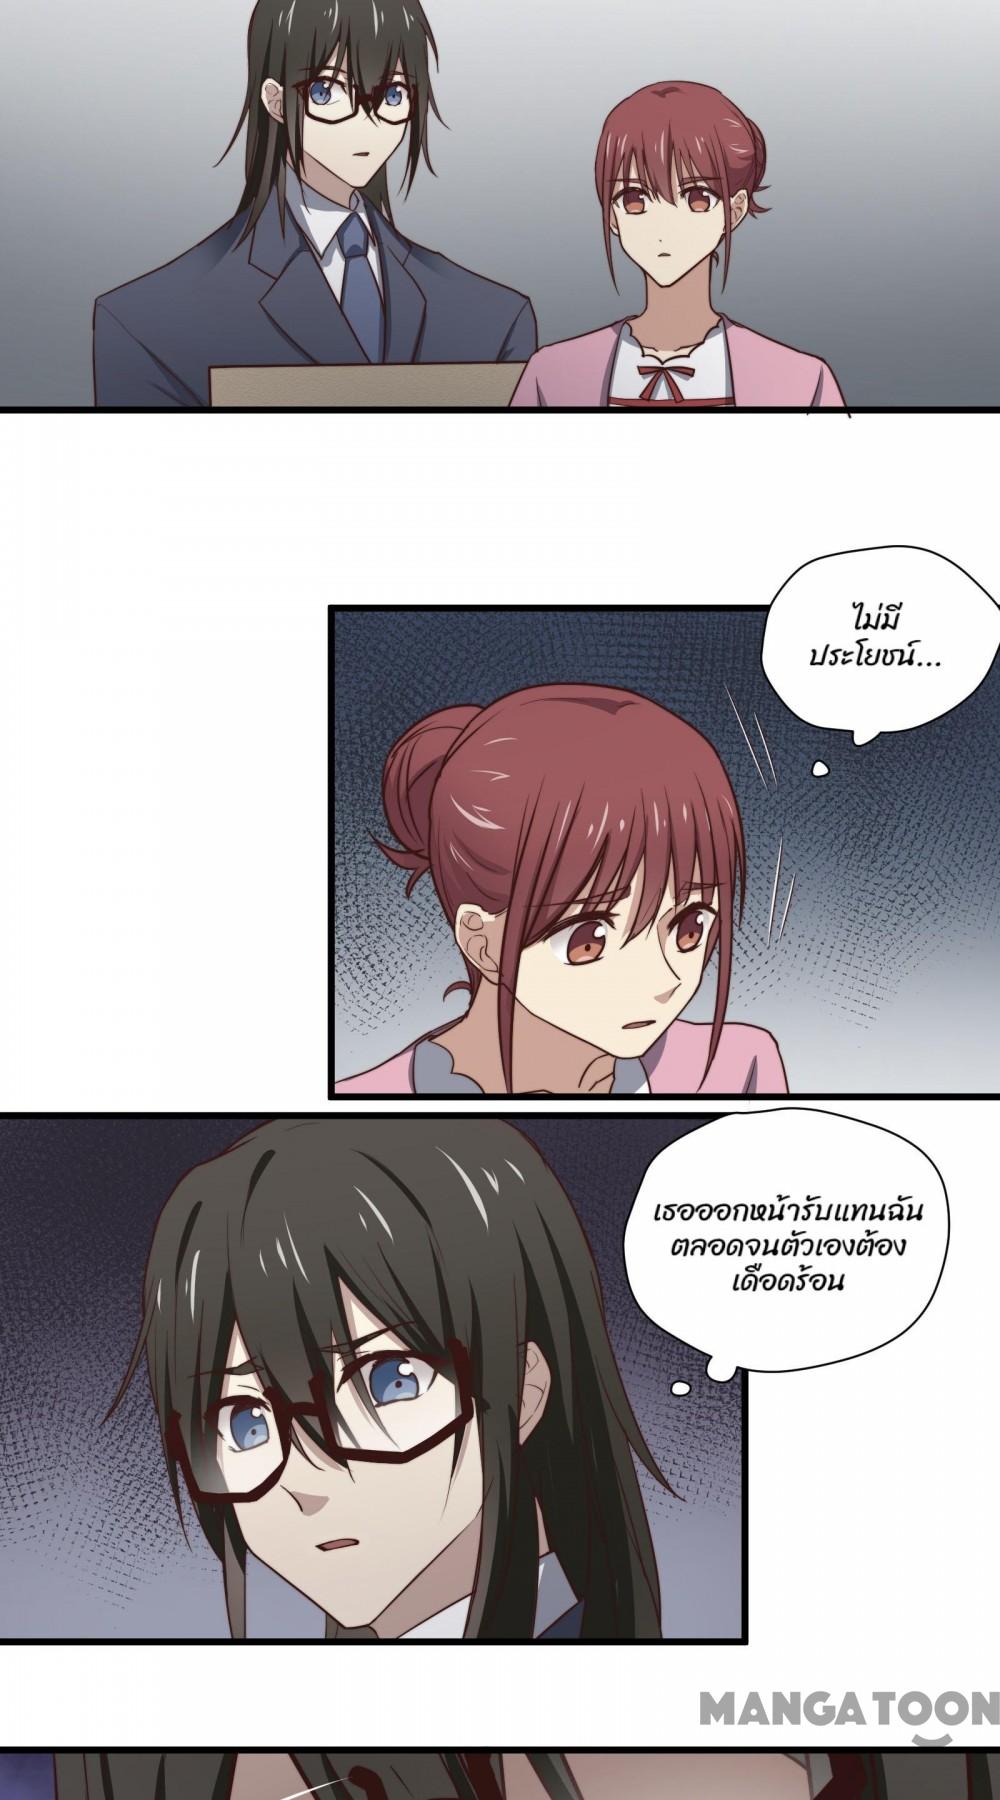 ไม่มี
ประโยชน์...
เธอออกหน้ารับแทนฉัน
ตลอดจนตัวเองต้อง
เดือดร้อน
MANGATOON